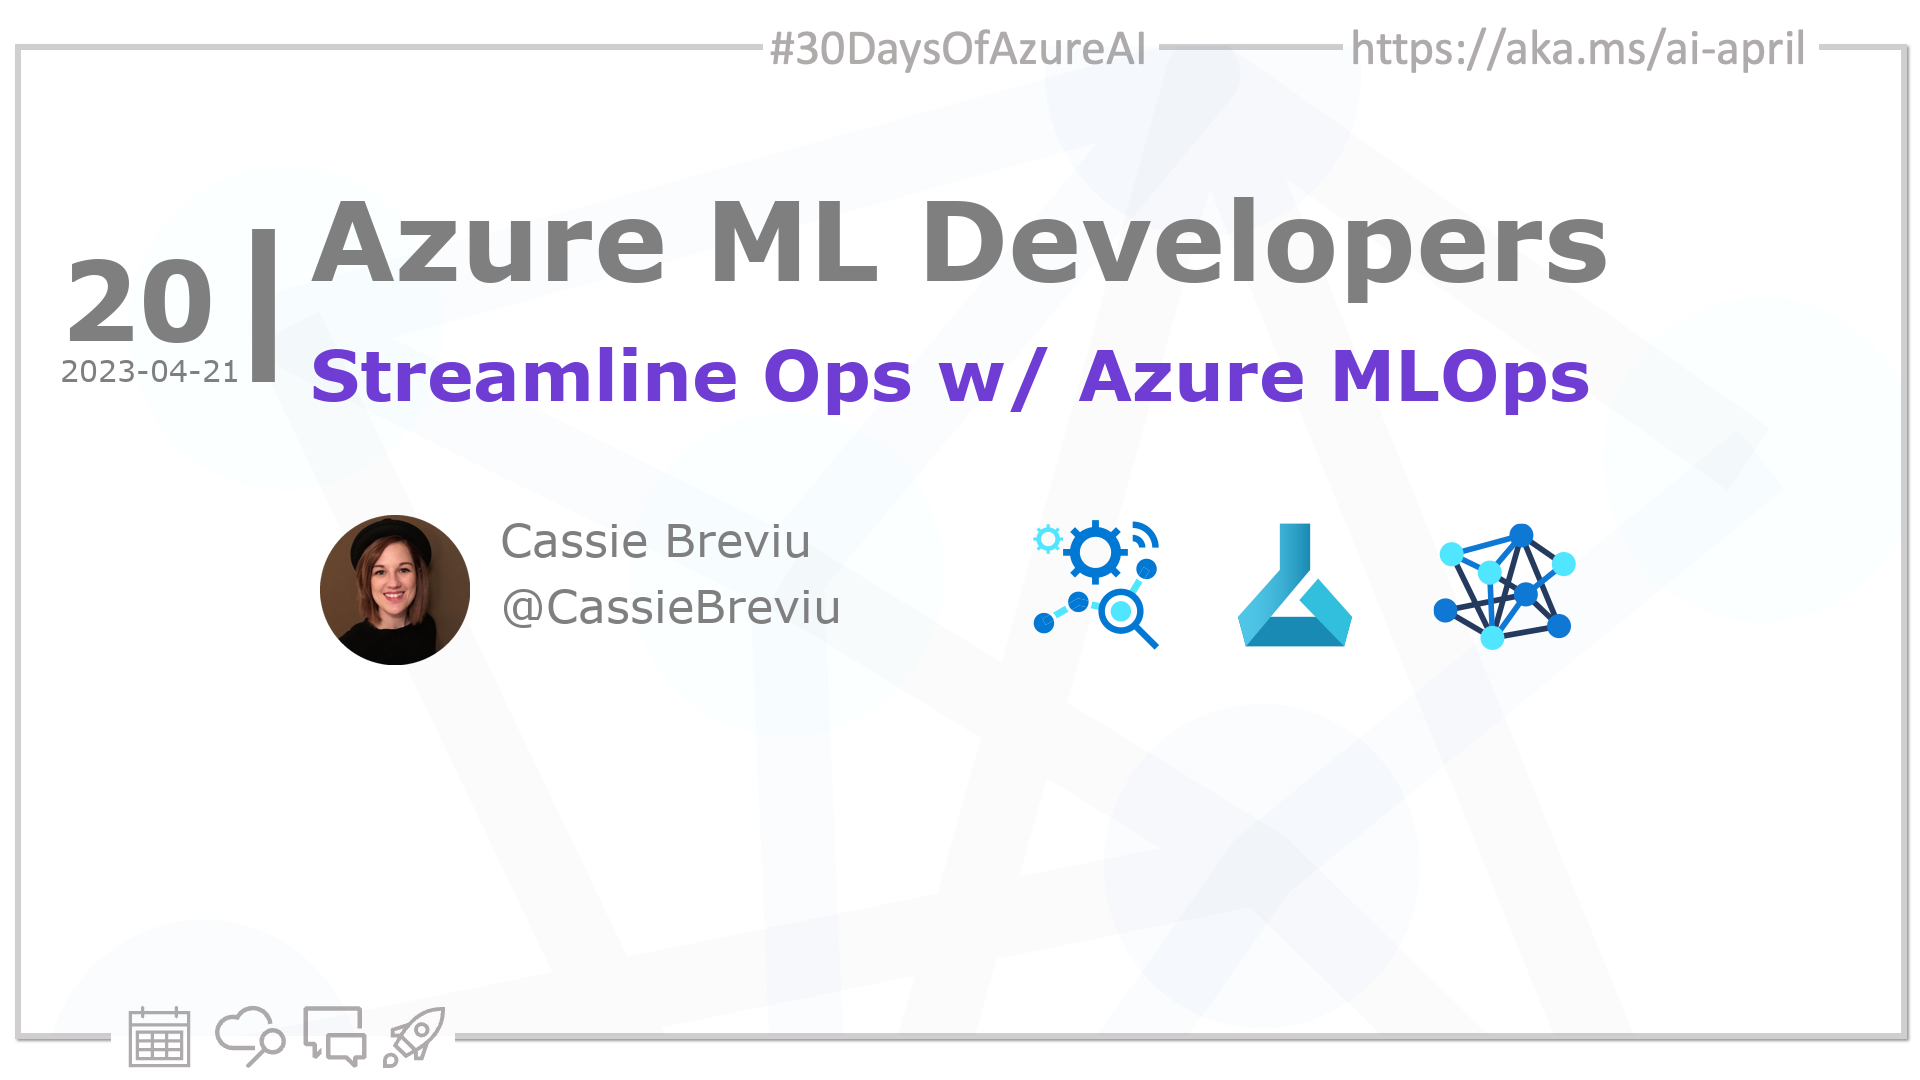 #30DaysOfAzureAI
https://aka.ms/ai-april
20
2023-04-21
Azure ML Developers
Streamline Ops w/ Azure MLOps
Cassie Breviu
@CassieBreviu